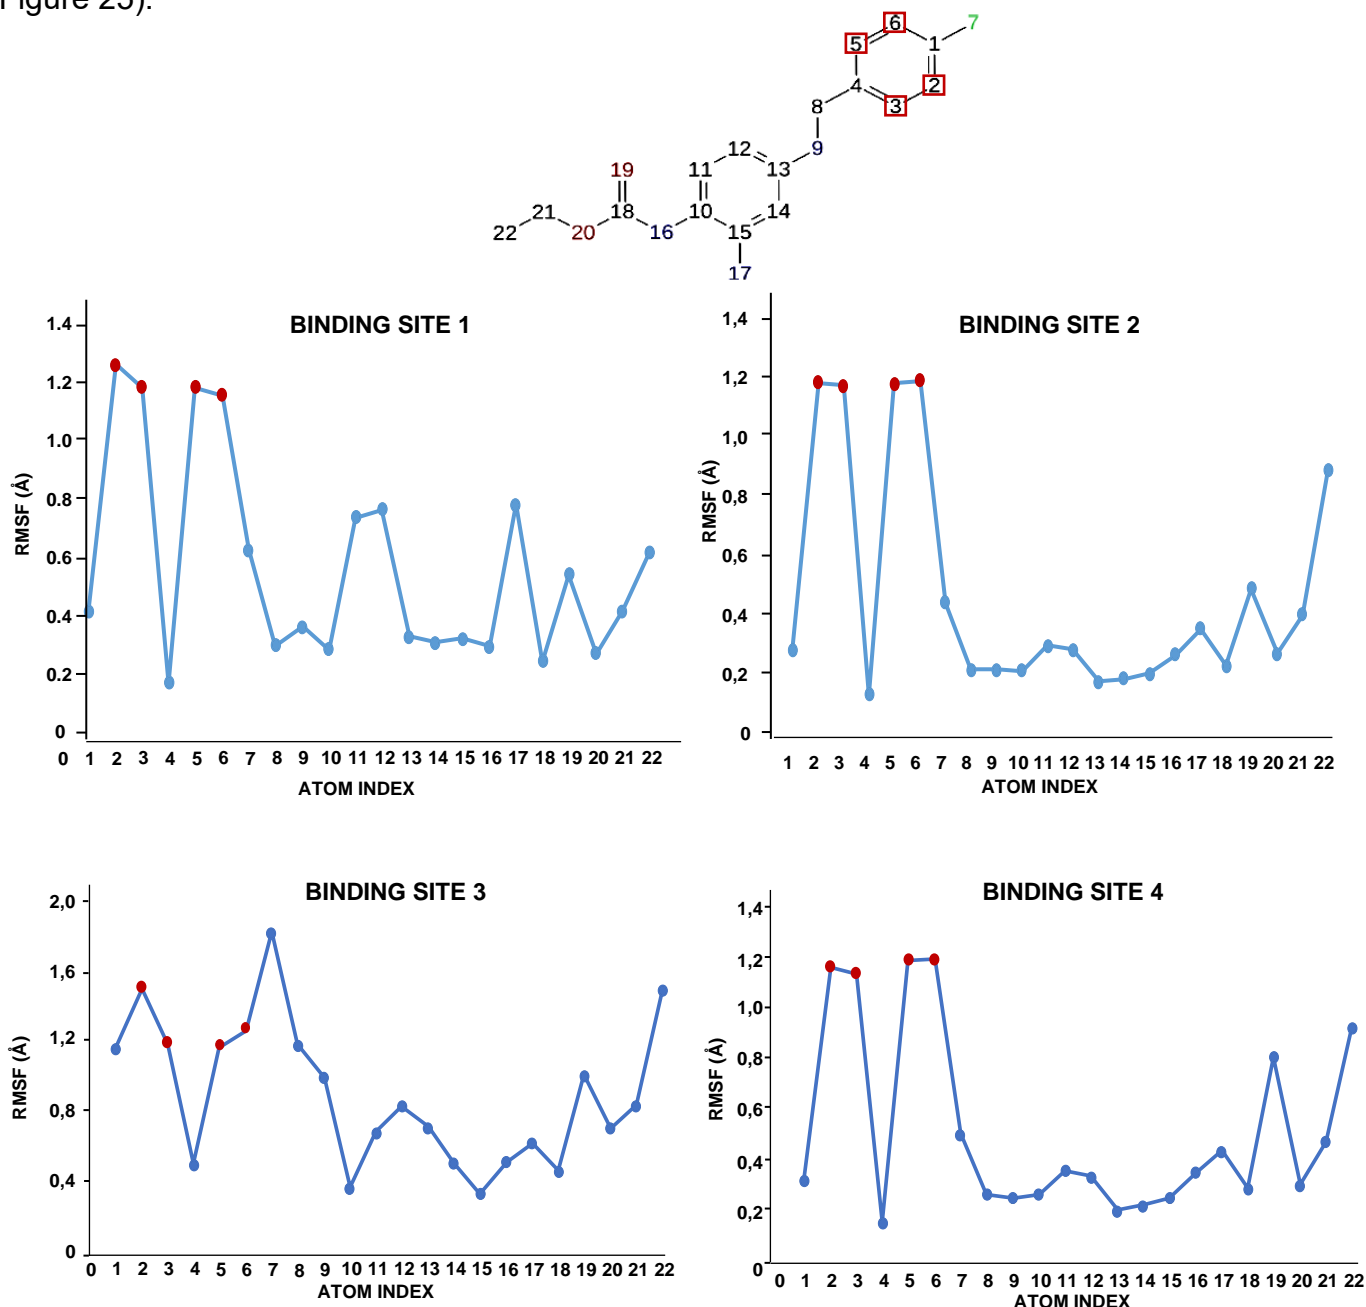 Figure 25).
6 7
5 1
4 2
8 3
12 9
19 11 13
21 18 10 14
22 20 16 15
17
BINDING SITE 1
1.4
1.2
1.0
0.8
0.6
0.4
0,2
0
RMSF (Å)
0 1 2 3 4 5 6 7 8 9 10 11 12 13 14 15 16 17 18 19 20 21 22
ATOM INDEX
BINDING SITE 2
1,4
1,2
1,0
0,8
0,6
0,4
0,2
0
RMSF (Å)
1 2 3 4 5 6 7 8 9 10 11 12 13 14 15 16 17 18 19 20 21 22
ATOM INDEX
BINDING SITE 3
2,0
1,6
1,2
0,8
0,4
0
RMSF (Å)
0 1 2 3 4 5 6 7 8 9 10 11 12 13 14 15 16 17 18 19 20 21 22
ATOM INDEX
BINDING SITE 4
1,4
1,2
1,0
0,8
0,6
0,4
0,2
0
RMSF (Å)
0 1 2 3 4 5 6 7 8 9 10 11 12 13 14 15 16 17 18 19 20 21 22
ATOM INDEX